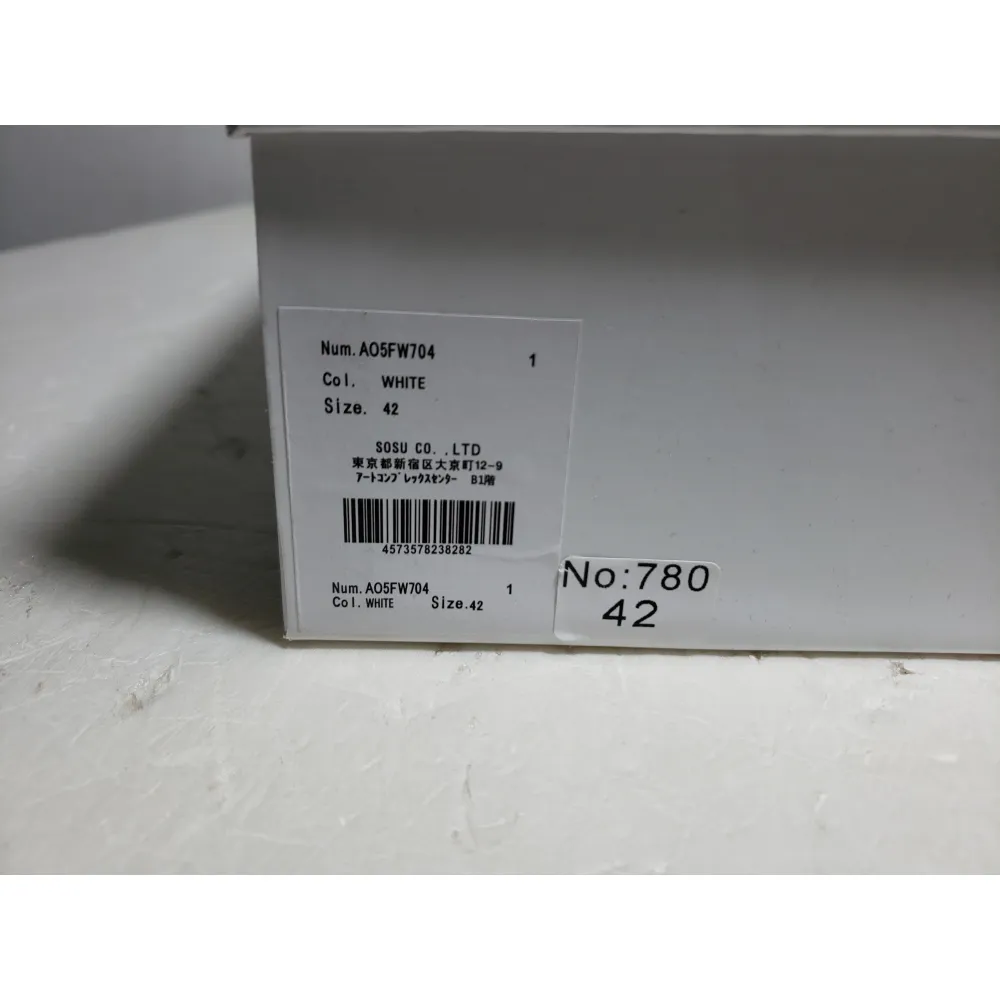 Num. AO5FW704 1
Col. WHITE
Size. 42
SOSU CO. ,LTD
東京都新宿区大京町12-9
アートコンプレックスセンター B1階
4573578238282
Num. AO5FW704 1
Col. WHITE Size. 42
No:780
42